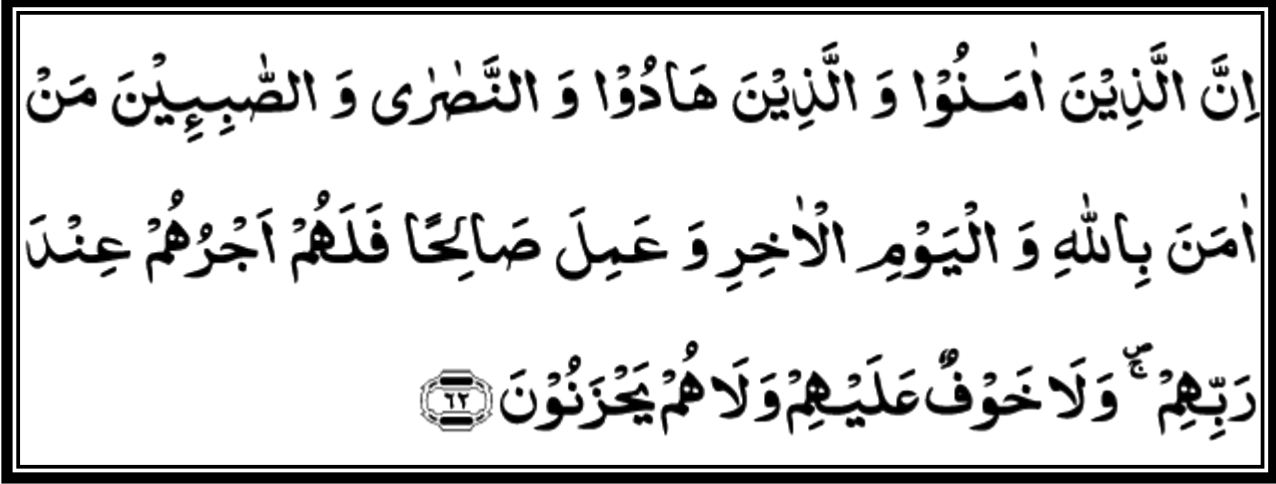 اِنَّ الَّذِيْنَ اٰمَنُوْا وَ الَّذِيْنَ هَادُوْا وَ النَّصٰرٰى وَ الصّٰبِـِٕيْنَ مَنْ
اٰمَنَ بِاللّٰهِ وَ الْيَوْمِ الْاٰخِرِ وَ عَمِلَ صَالِحًا فَلَهُمْ اَجْرُهُمْ عِنْدَ
رَبِّهِمْ ۪ۚ وَلَا خَوْفٌ عَلَيْهِمْ وَلَا هُمْ يَحْزَنُوْنَ ٦٢